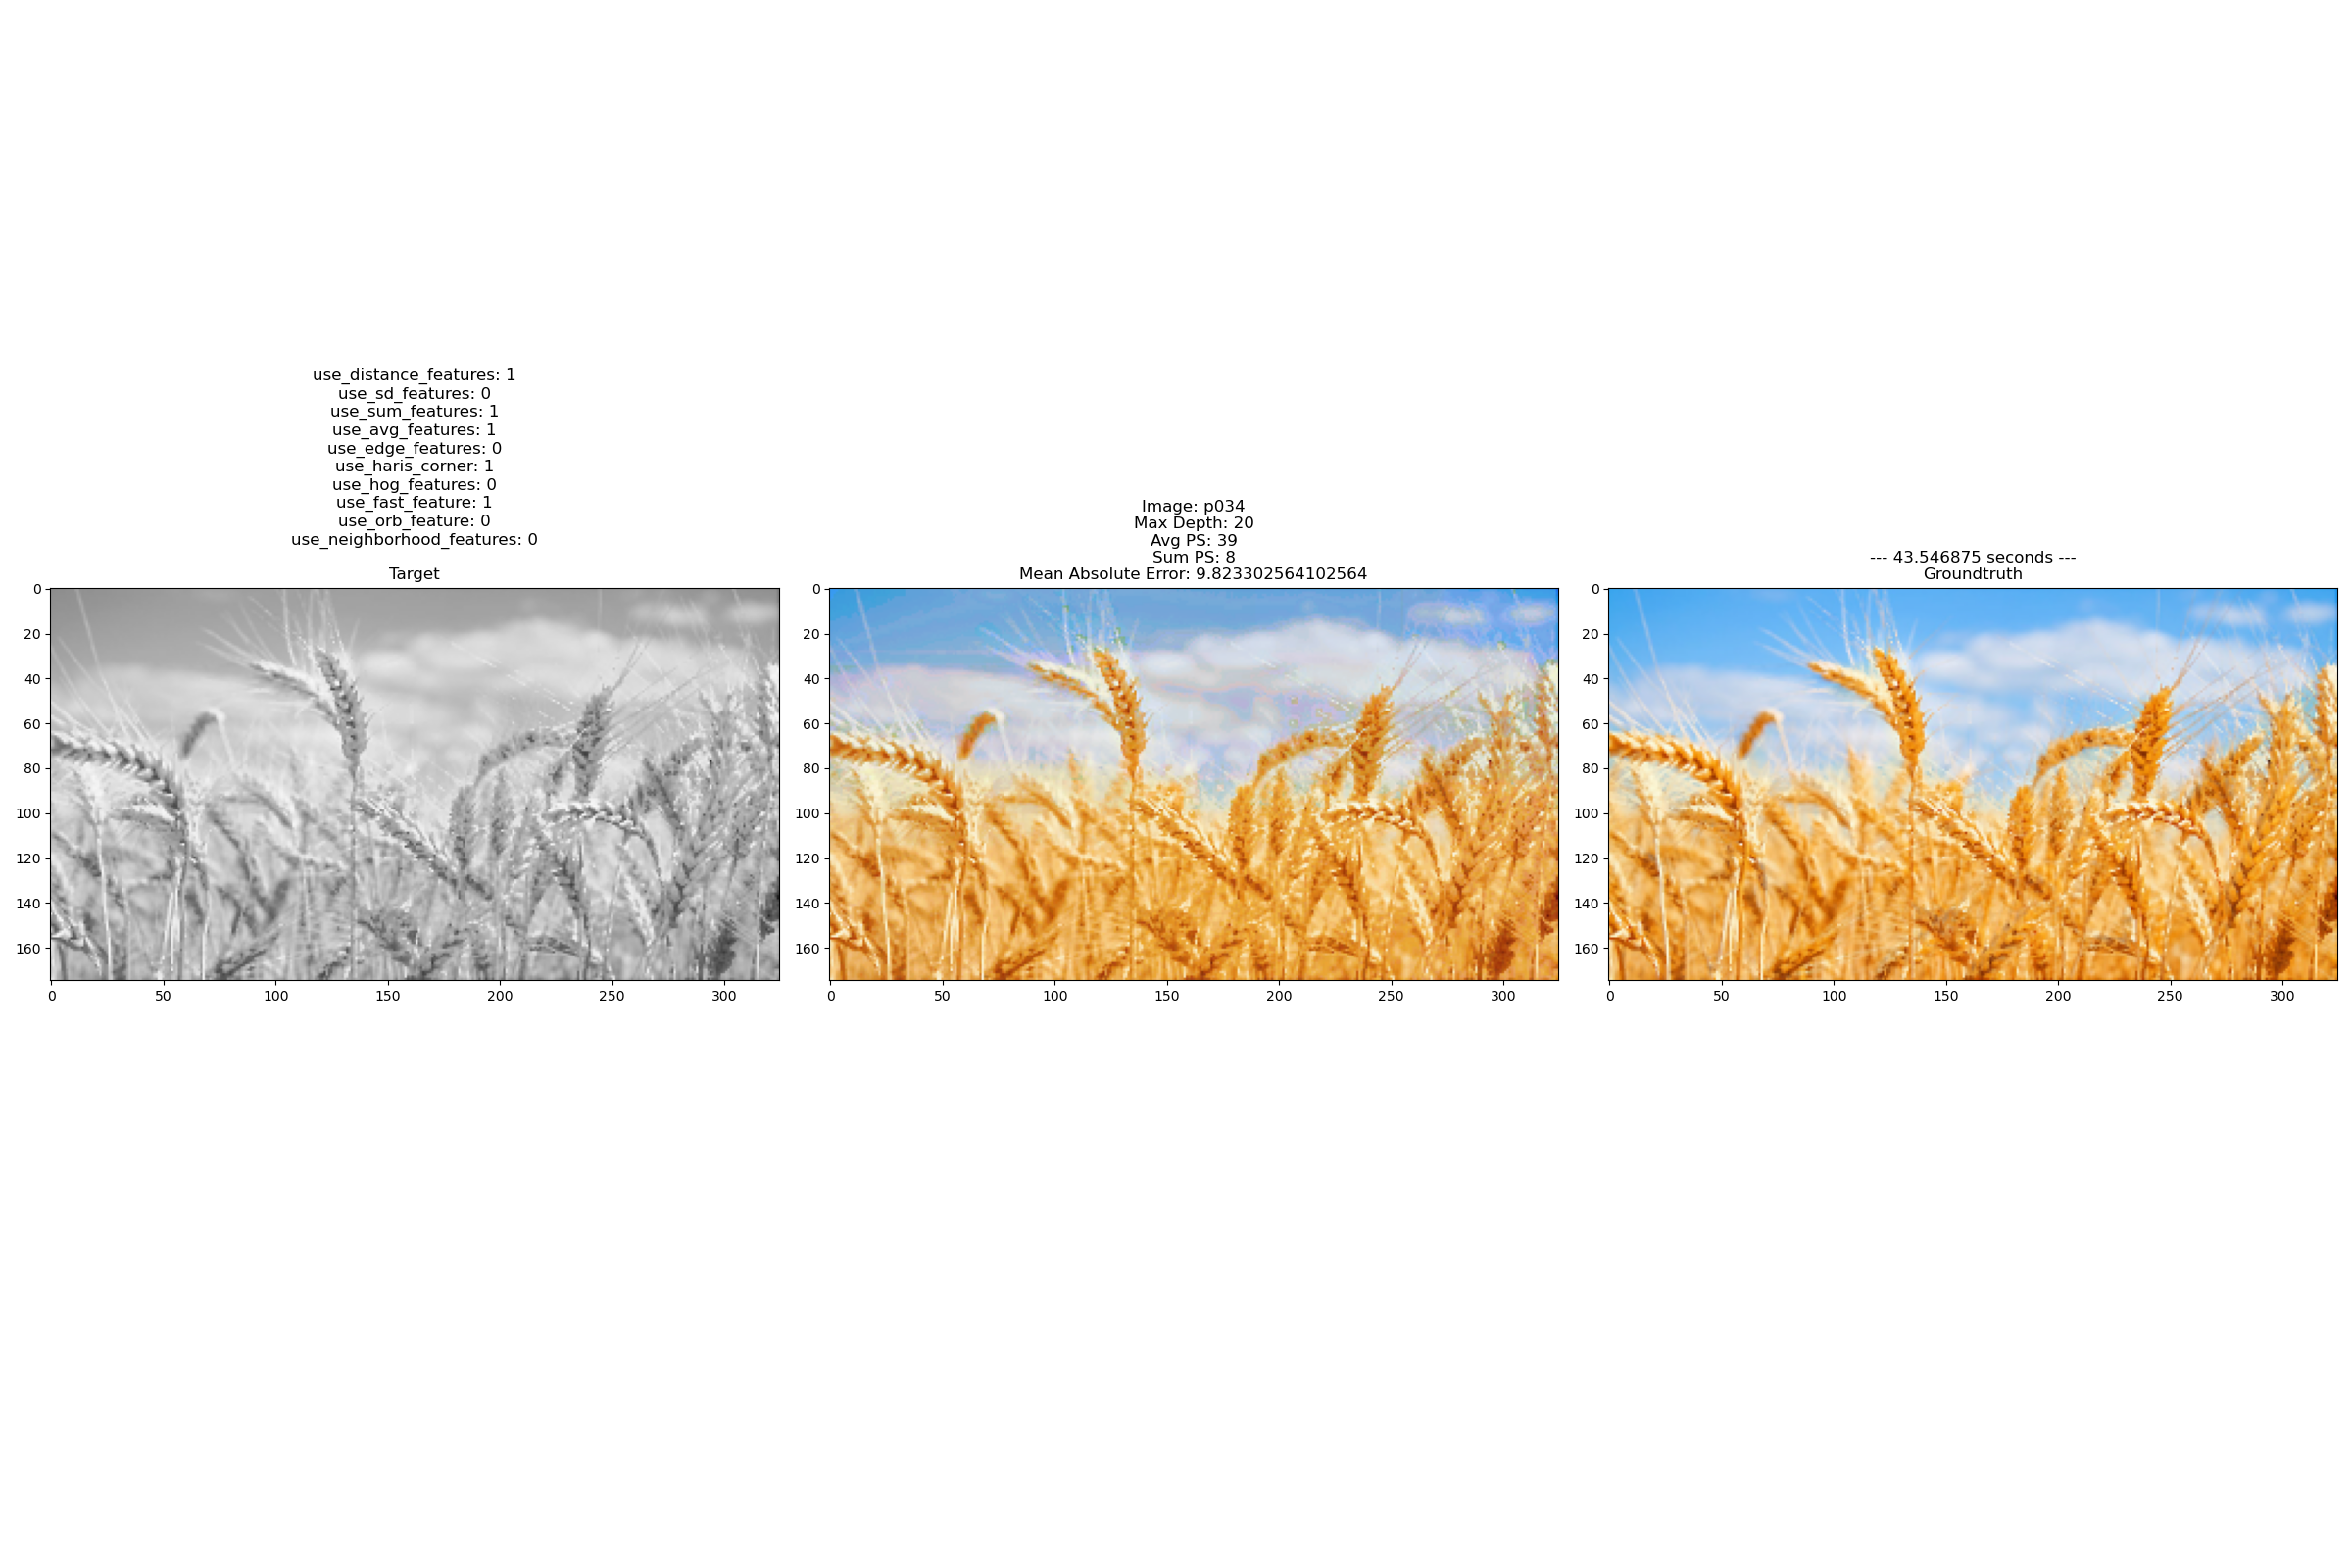 use_distance_features: 1
use_sd_features: 0
use_sum_features: 1
use_avg_features: 1
use_edge_features: 0
use_haris_corner: 1
use_hog_features: 0
use_fast_feature: 1
use_orb_feature: 0
use_neighborhood_features: 0
Target
0
20
40
60
80
100
120
140
160
0 50 100 150 200 250 300
Image: p034
Max Depth: 20
Avg PS: 39
Sum PS: 8
Mean Absolute Error: 9.823302564102564
0
20
40
60
80
100
120
140
160
0 50 100 150 200 250 300
--- 43.546875 seconds ---
Groundtruth
0
20
40
60
80
100
120
140
160
0 50 100 150 200 250 300